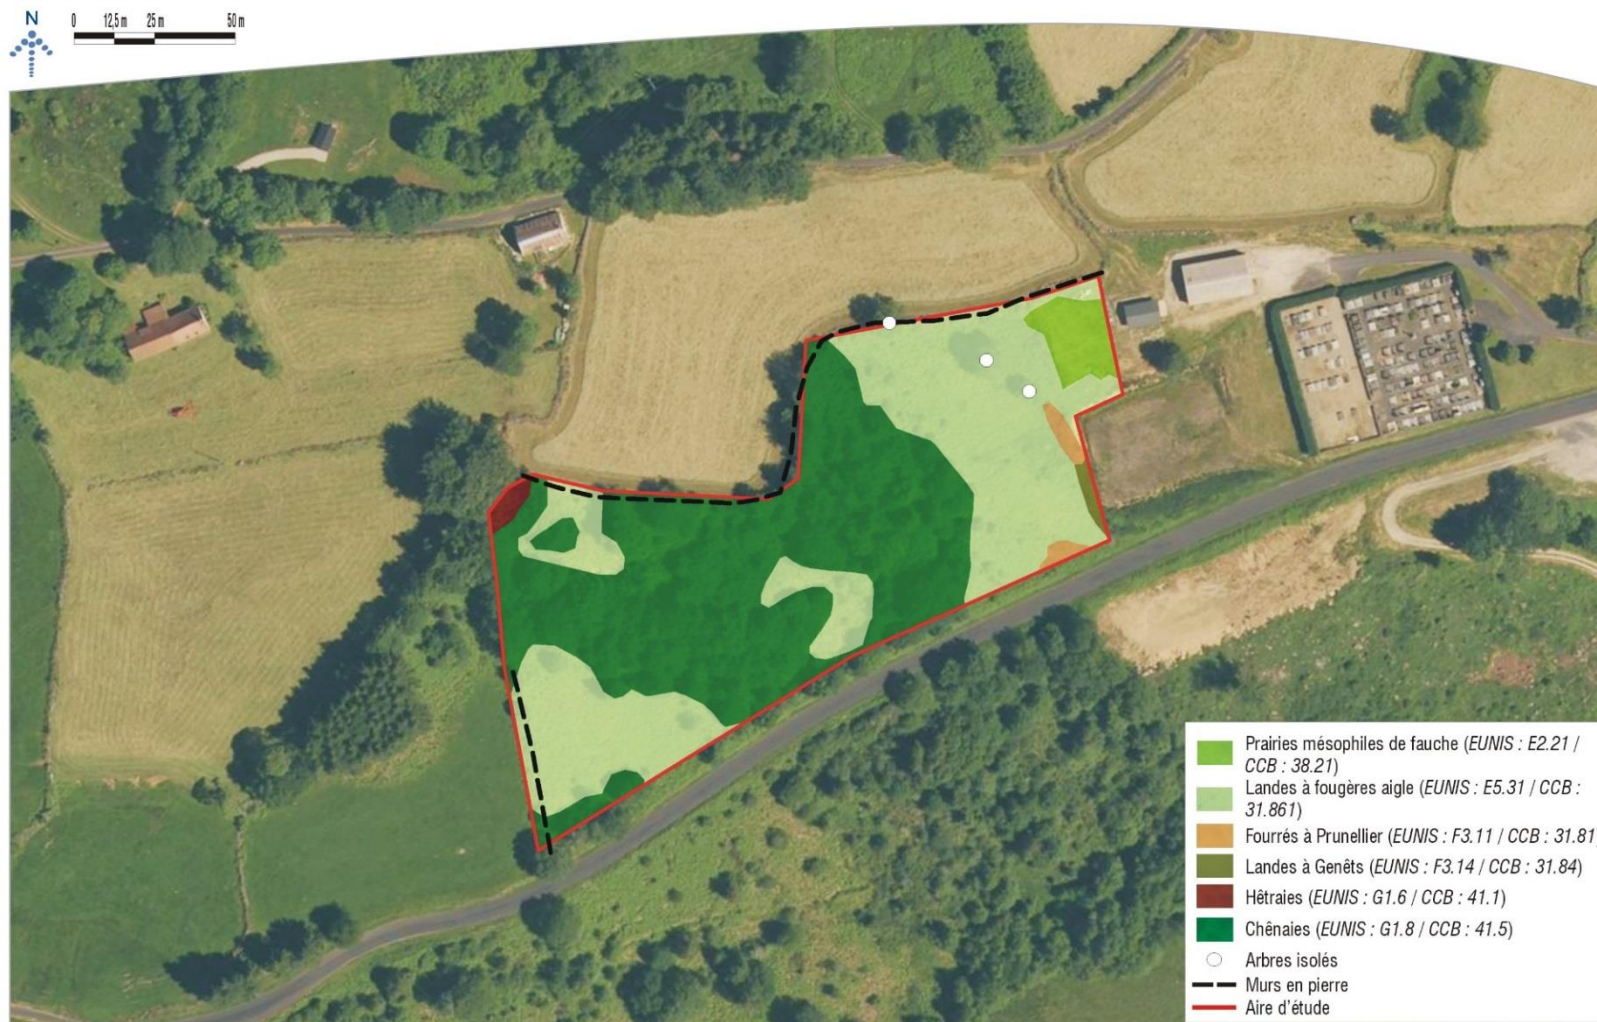 N
0 12,5 m 25 m 50 m
Prairies mésophiles de fauche (EUNIS : E2.21 /
CCB : 38.21)
Landes à fougères aigle (EUNIS : E5.31 / CCB :
31.861)
Fourrés à Prunellier (EUNIS : F3.11 / CCB : 31.81
Landes à Genêts (EUNIS : F3.14 / CCB : 31.84)
Hêtraies (EUNIS : G1.6 / CCB : 41.1)
Chênaies (EUNIS : G1.8 / CCB : 41.5)
Arbres isolés
Murs en pierre
Aire d'étude